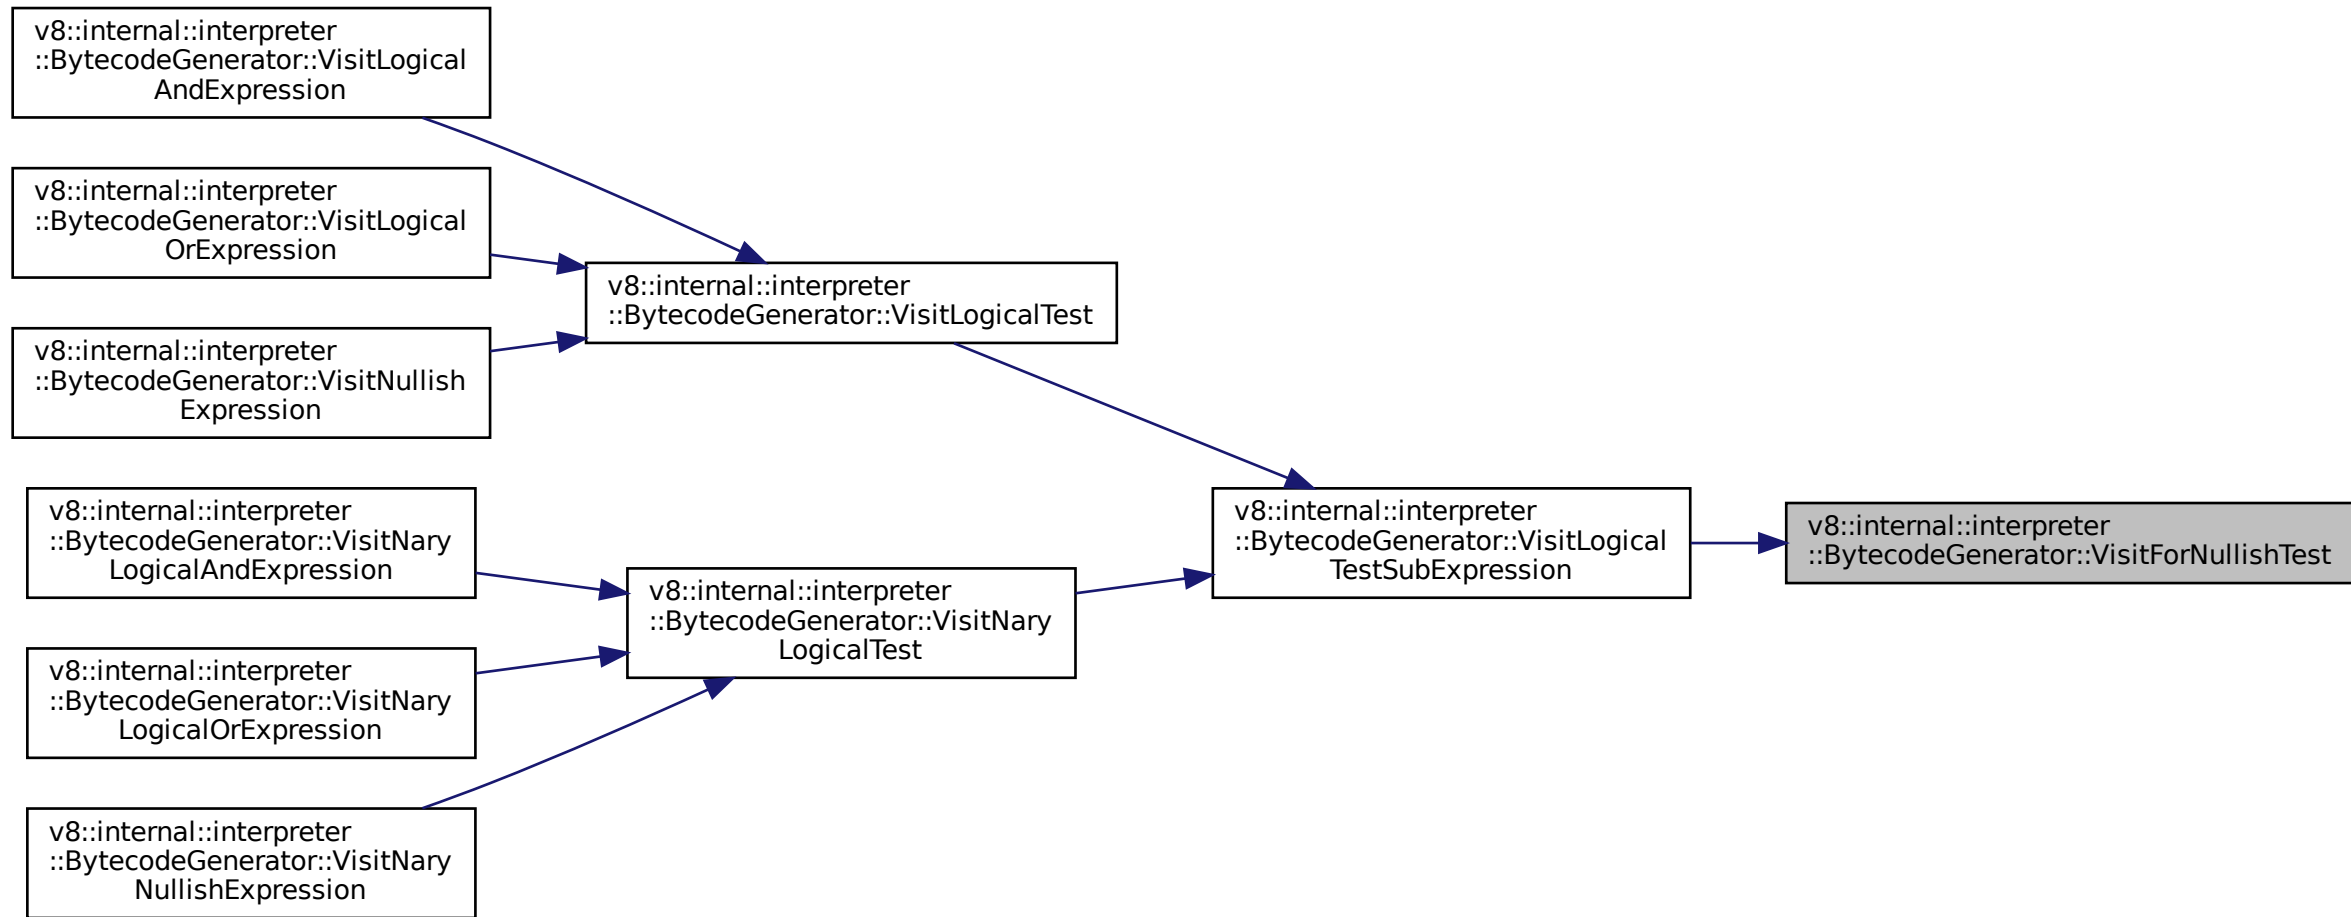 v8::internal::interpreter
::BytecodeGenerator::VisitLogical
AndExpression
v8::internal::interpreter
::BytecodeGenerator::VisitLogical
OrExpression
v8::internal::interpreter
::BytecodeGenerator::VisitNullish
Expression
v8::internal::interpreter
::BytecodeGenerator::VisitNary
LogicalAndExpression
v8::internal::interpreter
::BytecodeGenerator::VisitNary
LogicalOrExpression
v8::internal::interpreter
::BytecodeGenerator::VisitNary
NullishExpression
v8::internal::interpreter
::BytecodeGenerator::VisitLogicalTest
v8::internal::interpreter
::BytecodeGenerator::VisitNary
LogicalTest
v8::internal::interpreter
::BytecodeGenerator::VisitLogical
TestSubExpression
v8::internal::interpreter
::BytecodeGenerator::VisitForNullishTest